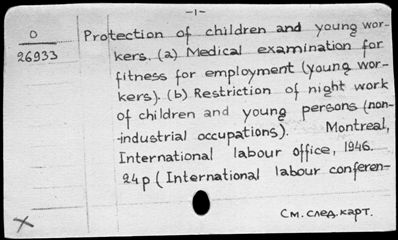 -1-
O
26933
Protection of children and young wor-
kers. (a) Medical examination for
fitness for employment (young wor-
kers). (b) Restriction of night work
of children and young persons (non-
-industrial occupations). Montreal,
International labour office, 1946.
24p (International labour conferen-
См. след. карт.